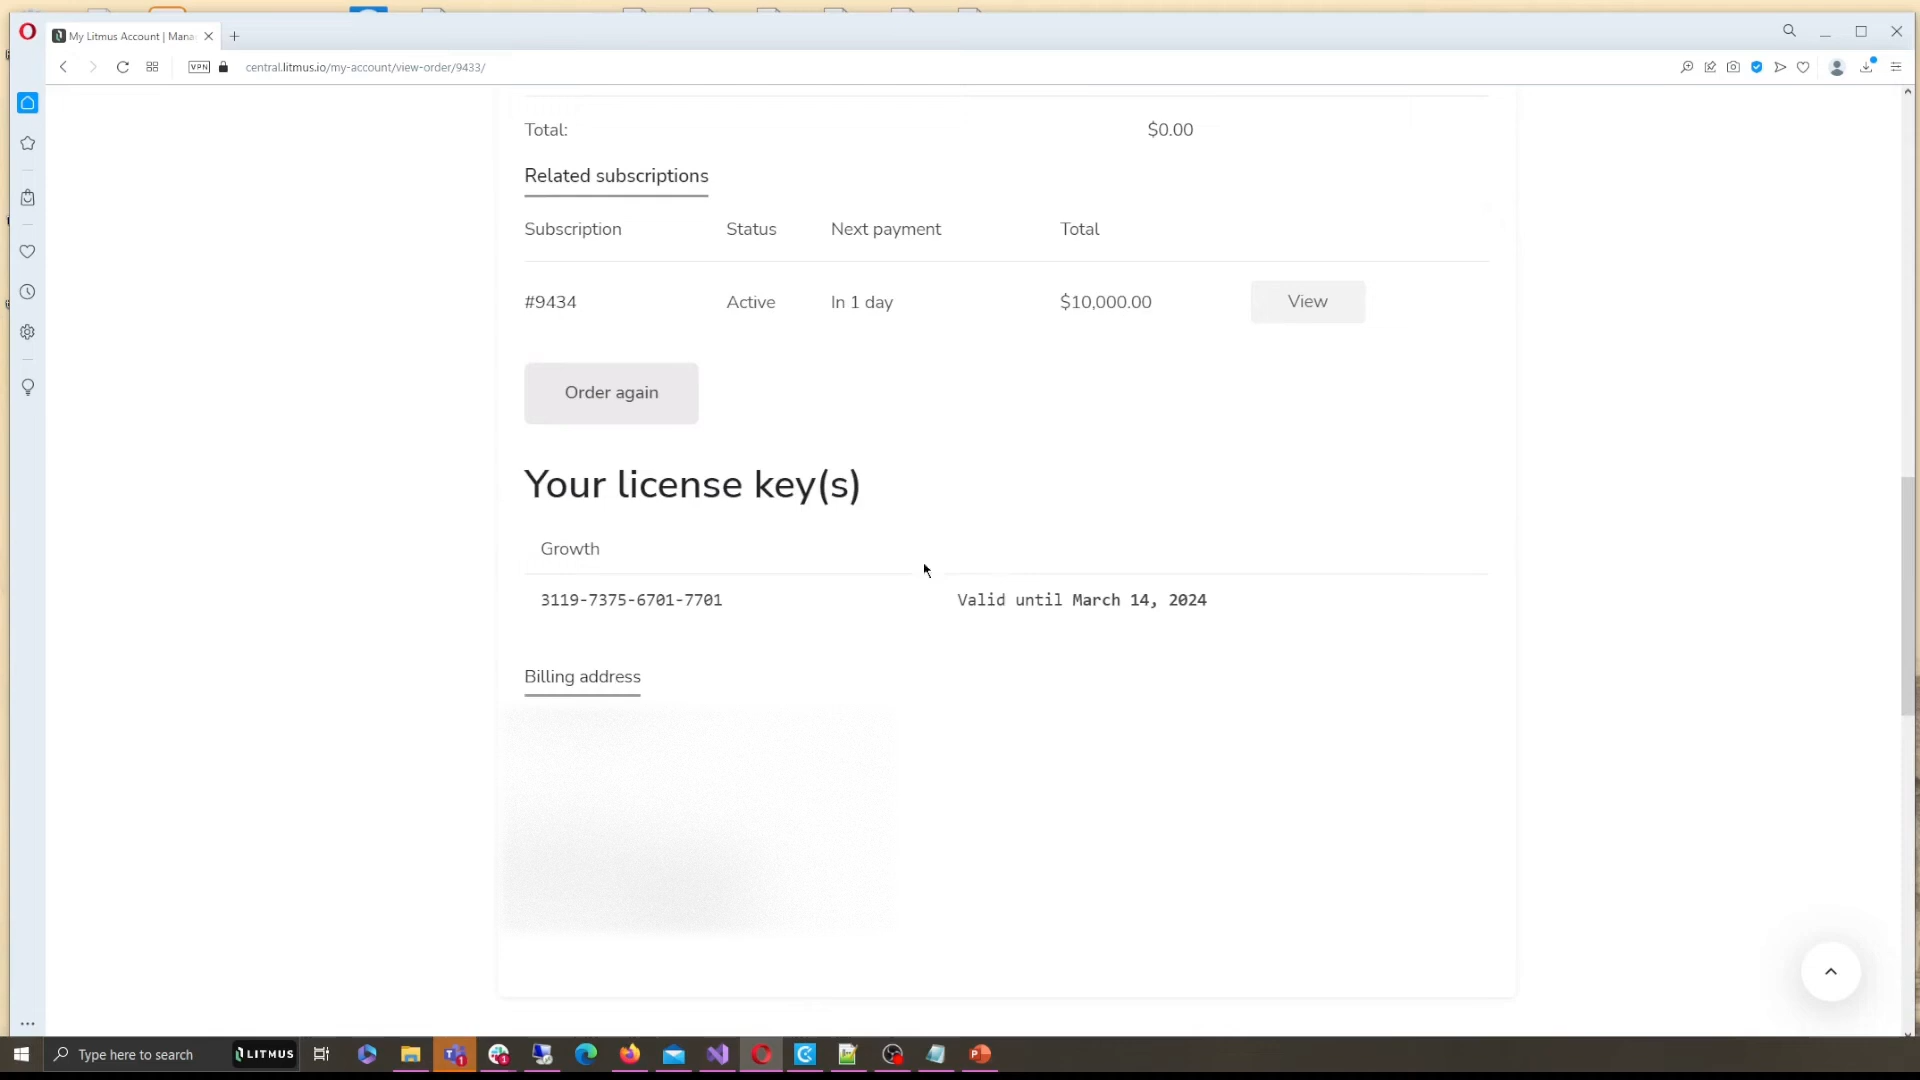 My Litmus Account | Mana
VPN
central.litmus.io/my-account/view-order/9433/
Total: $0.00
Related subscriptions
Subscription Status Next payment Total
#9434 Active In 1 day $10,000.00 View
Order again
Your license key(s)
Growth
3119-7375-6701-7701 Valid until March 14, 2024
Billing address
Type here to search LITMUS